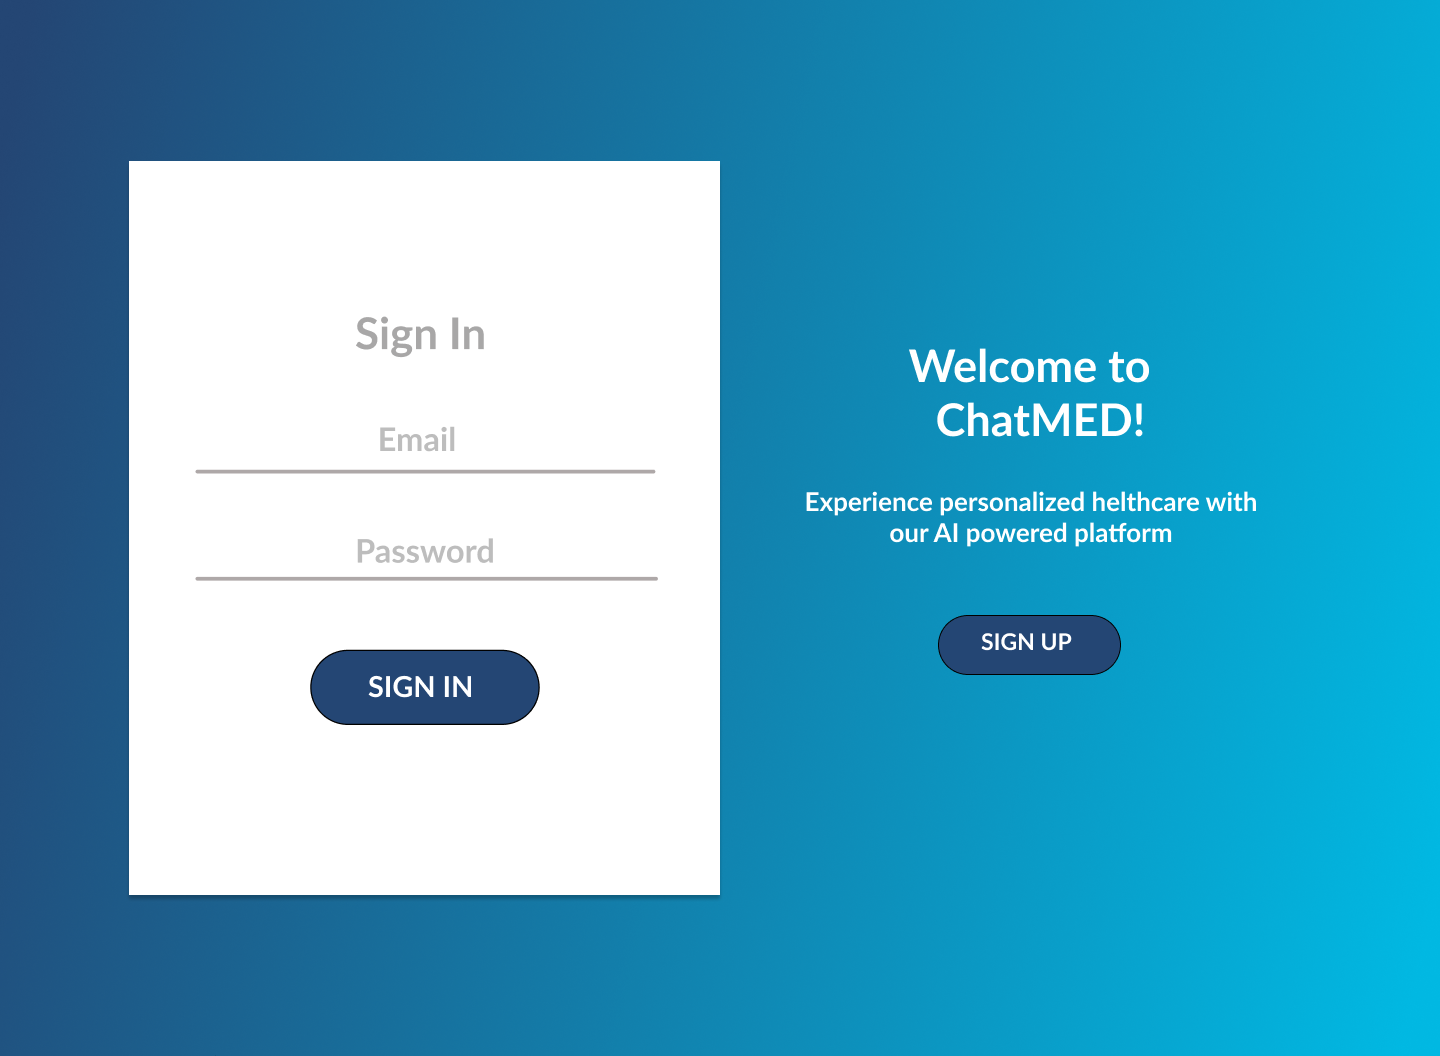 Sign In
Email
Password
SIGN IN
Welcome to
ChatMED!
Experience personalized helthcare with
our AI powered platform
SIGN UP